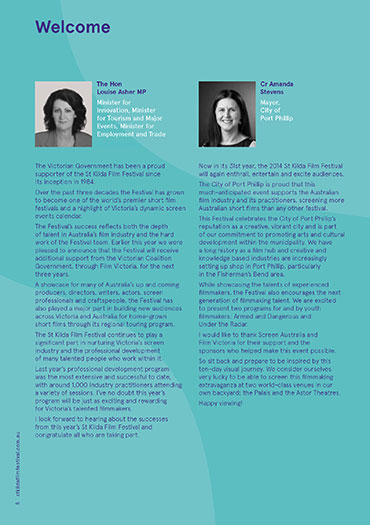 Welcome
The Hon
Louise Asher MP
Minister for
Innovation, Minister
for Tourism and Major
Events, Minister for
Employment and Trade
The Victorian Government has been a proud
supporter of the St Kilda Film Festival since
its inception in 1984.
Over the past three decades the Festival has grown
to become one of the world's premier short film
festivals and a highlight of Victoria's dynamic screen
events calendar.
The Festival's success reflects both the depth
of talent in Australia's film industry and the hard
work of the Festival team. Earlier this year we were
pleased to announce that the Festival will receive
additional support from the Victorian Coalition
Government, through Film Victoria, for the next
three years.
A showcase for many of Australia's up and coming
producers, directors, writers, actors, screen
professionals and craftspeople, the Festival has
also played a major part in building new audiences
across Victoria and Australia for home-grown
short films through its regional touring program.
The St Kilda Film Festival continues to play a
significant part in nurturing Victoria's screen
industry and the professional development
of many talented people who work within it.
Last year's professional development program
was the most extensive and successful to date,
with around 1,000 industry practitioners attending
a variety of sessions. I've no doubt this year's
program will be just as exciting and rewarding
for Victoria's talented filmmakers.
I look forward to hearing about the successes
from this year's St Kilda Film Festival and
congratulate all who are taking part.
Cr Amanda
Stevens
Mayor,
City of
Port Phillip
Now in its 31st year, the 2014 St Kilda Film Festival
will again enthrall, entertain and excite audiences.
The City of Port Phillip is proud that this
much-anticipated event supports the Australian
film industry and its practitioners, screening more
Australian short films than any other festival.
This Festival celebrates the City of Port Phillip's
reputation as a creative, vibrant city and is part
of our commitment to promoting arts and cultural
development within the municipality. We have
a long history as a film hub and creative and
knowledge based industries are increasingly
setting up shop in Port Phillip, particularly
in the Fishermans Bend area.
While showcasing the talents of experienced
filmmakers, the Festival also encourages the next
generation of filmmaking talent. We are excited
to present two programs for and by youth
filmmakers: Armed and Dangerous and
Under the Radar.
I would like to thank Screen Australia and
Film Victoria for their support and the
sponsors who helped make this event possible.
So sit back and prepare to be inspired by this
ten-day visual journey. We consider ourselves
very lucky to be able to screen this filmmaking
extravaganza at two world-class venues in our
own backyard: the Palais and the Astor Theatres.
Happy viewing!
stkildafilmfestival.com.au